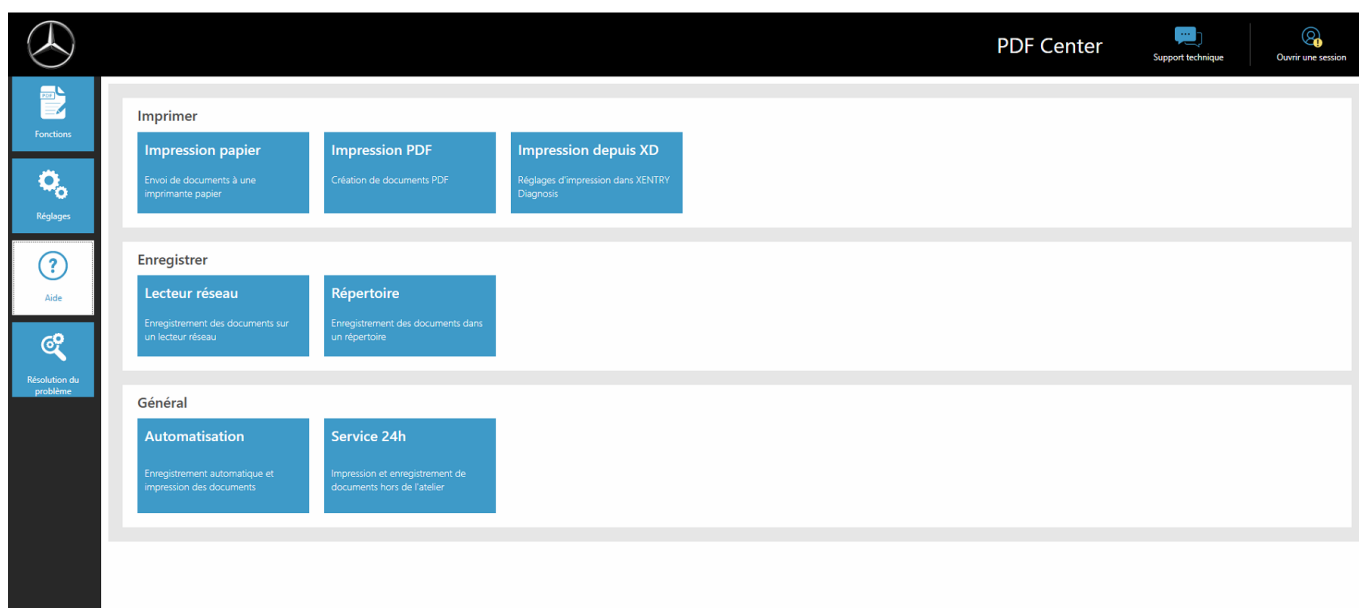 PDF Center
Support technique
Ouvrir une session
PDF
Fonctions
Réglages
?
Aide
Résolution du
problème
Imprimer
Impression papier
Envoi de documents à une
imprimante papier
Impression PDF
Création de documents PDF
Impression depuis XD
Réglages d'impression dans XENTRY
Diagnosis
Enregistrer
Lecteur réseau
Enregistrement des documents sur
un lecteur réseau
Répertoire
Enregistrement des documents dans
un répertoire
Général
Automatisation
Enregistrement automatique et
impression des documents
Service 24h
Impression et enregistrement de
documents hors de l'atelier